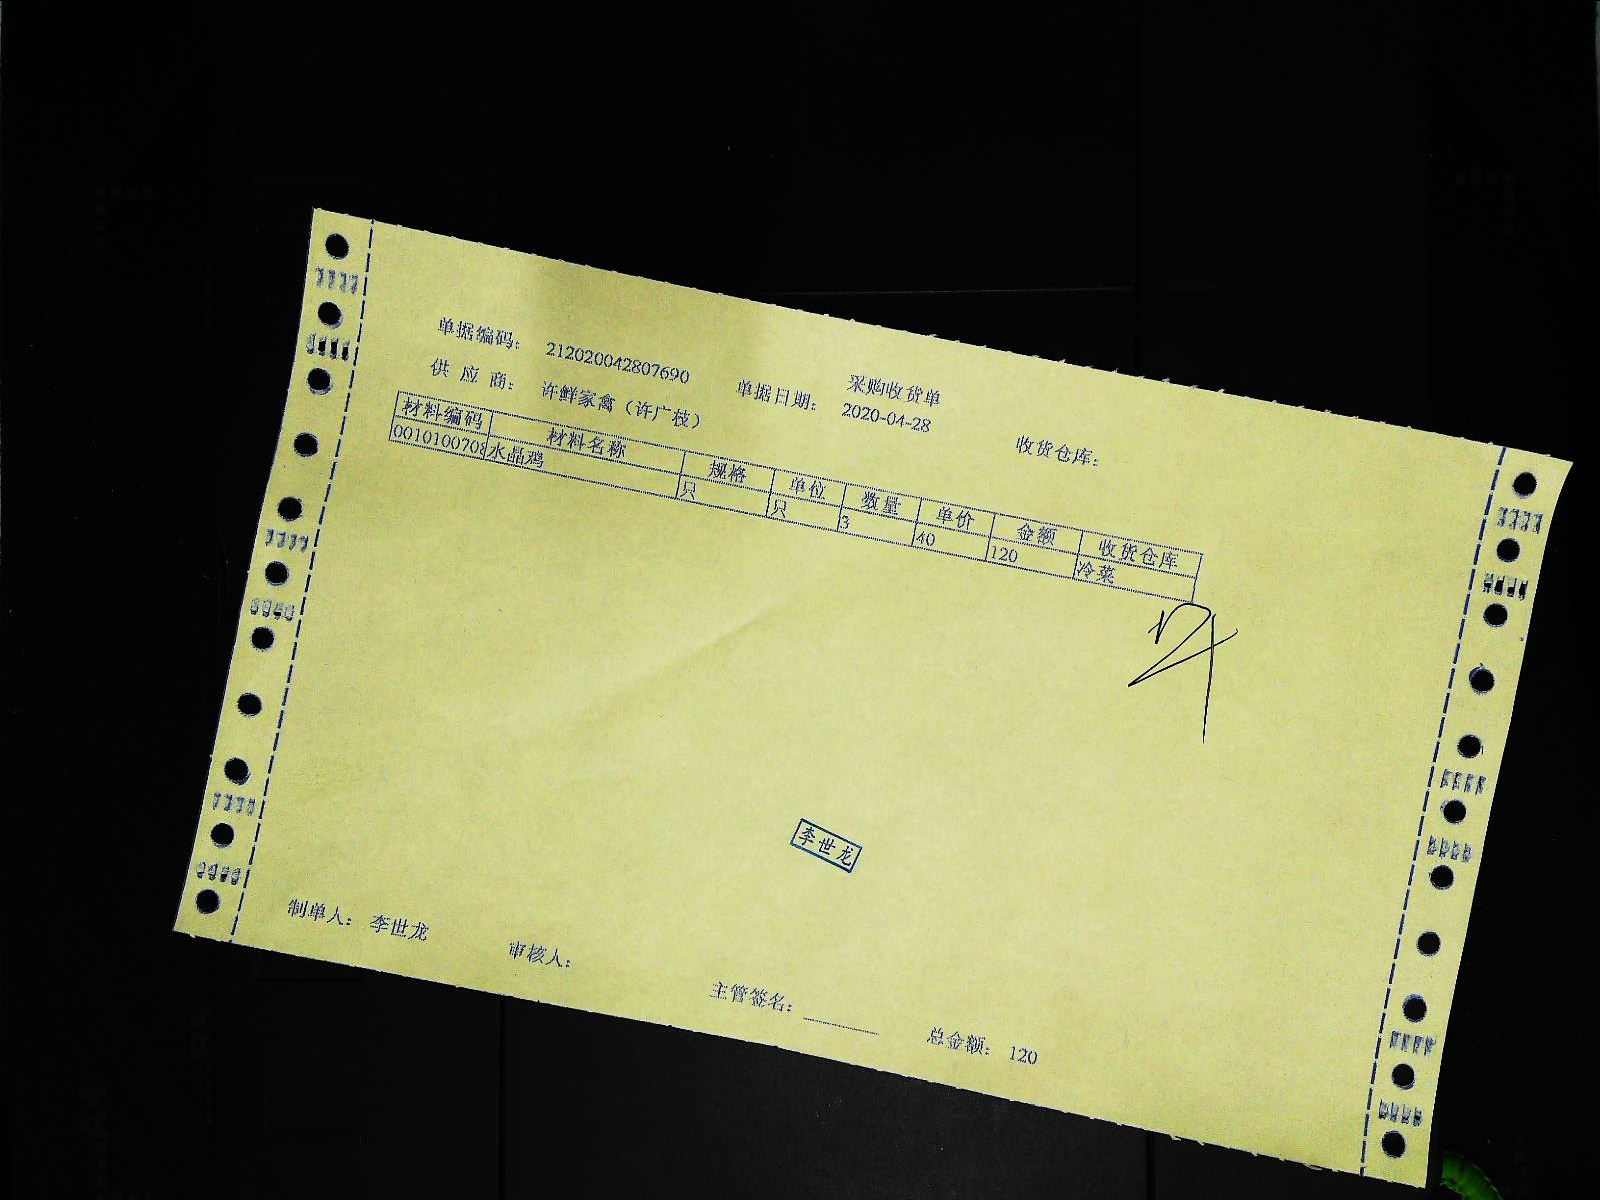 采购收货单
单据编码： 212020042807690 单据日期： 2020-04-28 收货仓库：
供 应 商： 许鲜家禽（许广枝）
材料编码 材料名称 规格 单位 数量 单价 金额 收货仓库
0010100708 水晶鸡 只 只 3 40 120 冷菜
李世龙
制单人： 李世龙 审核人： 主管签名： 总金额： 120